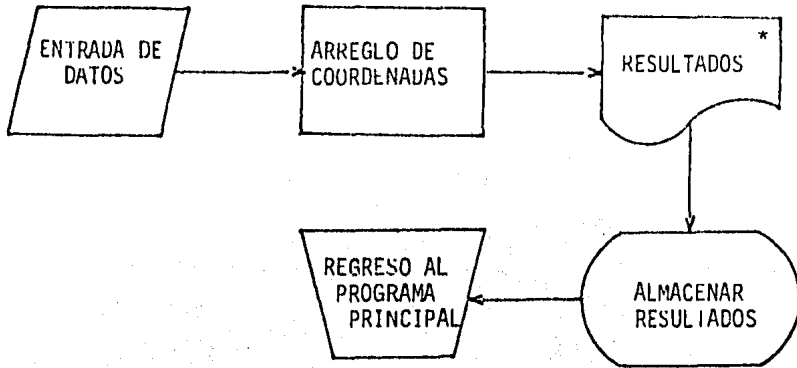 ENTRADA DE
DATOS
ARREGLO DE
COORDENADAS
*
RESULTADOS
ALMACENAR
RESULTADOS
REGRESO AL
PROGRAMA
PRINCIPAL